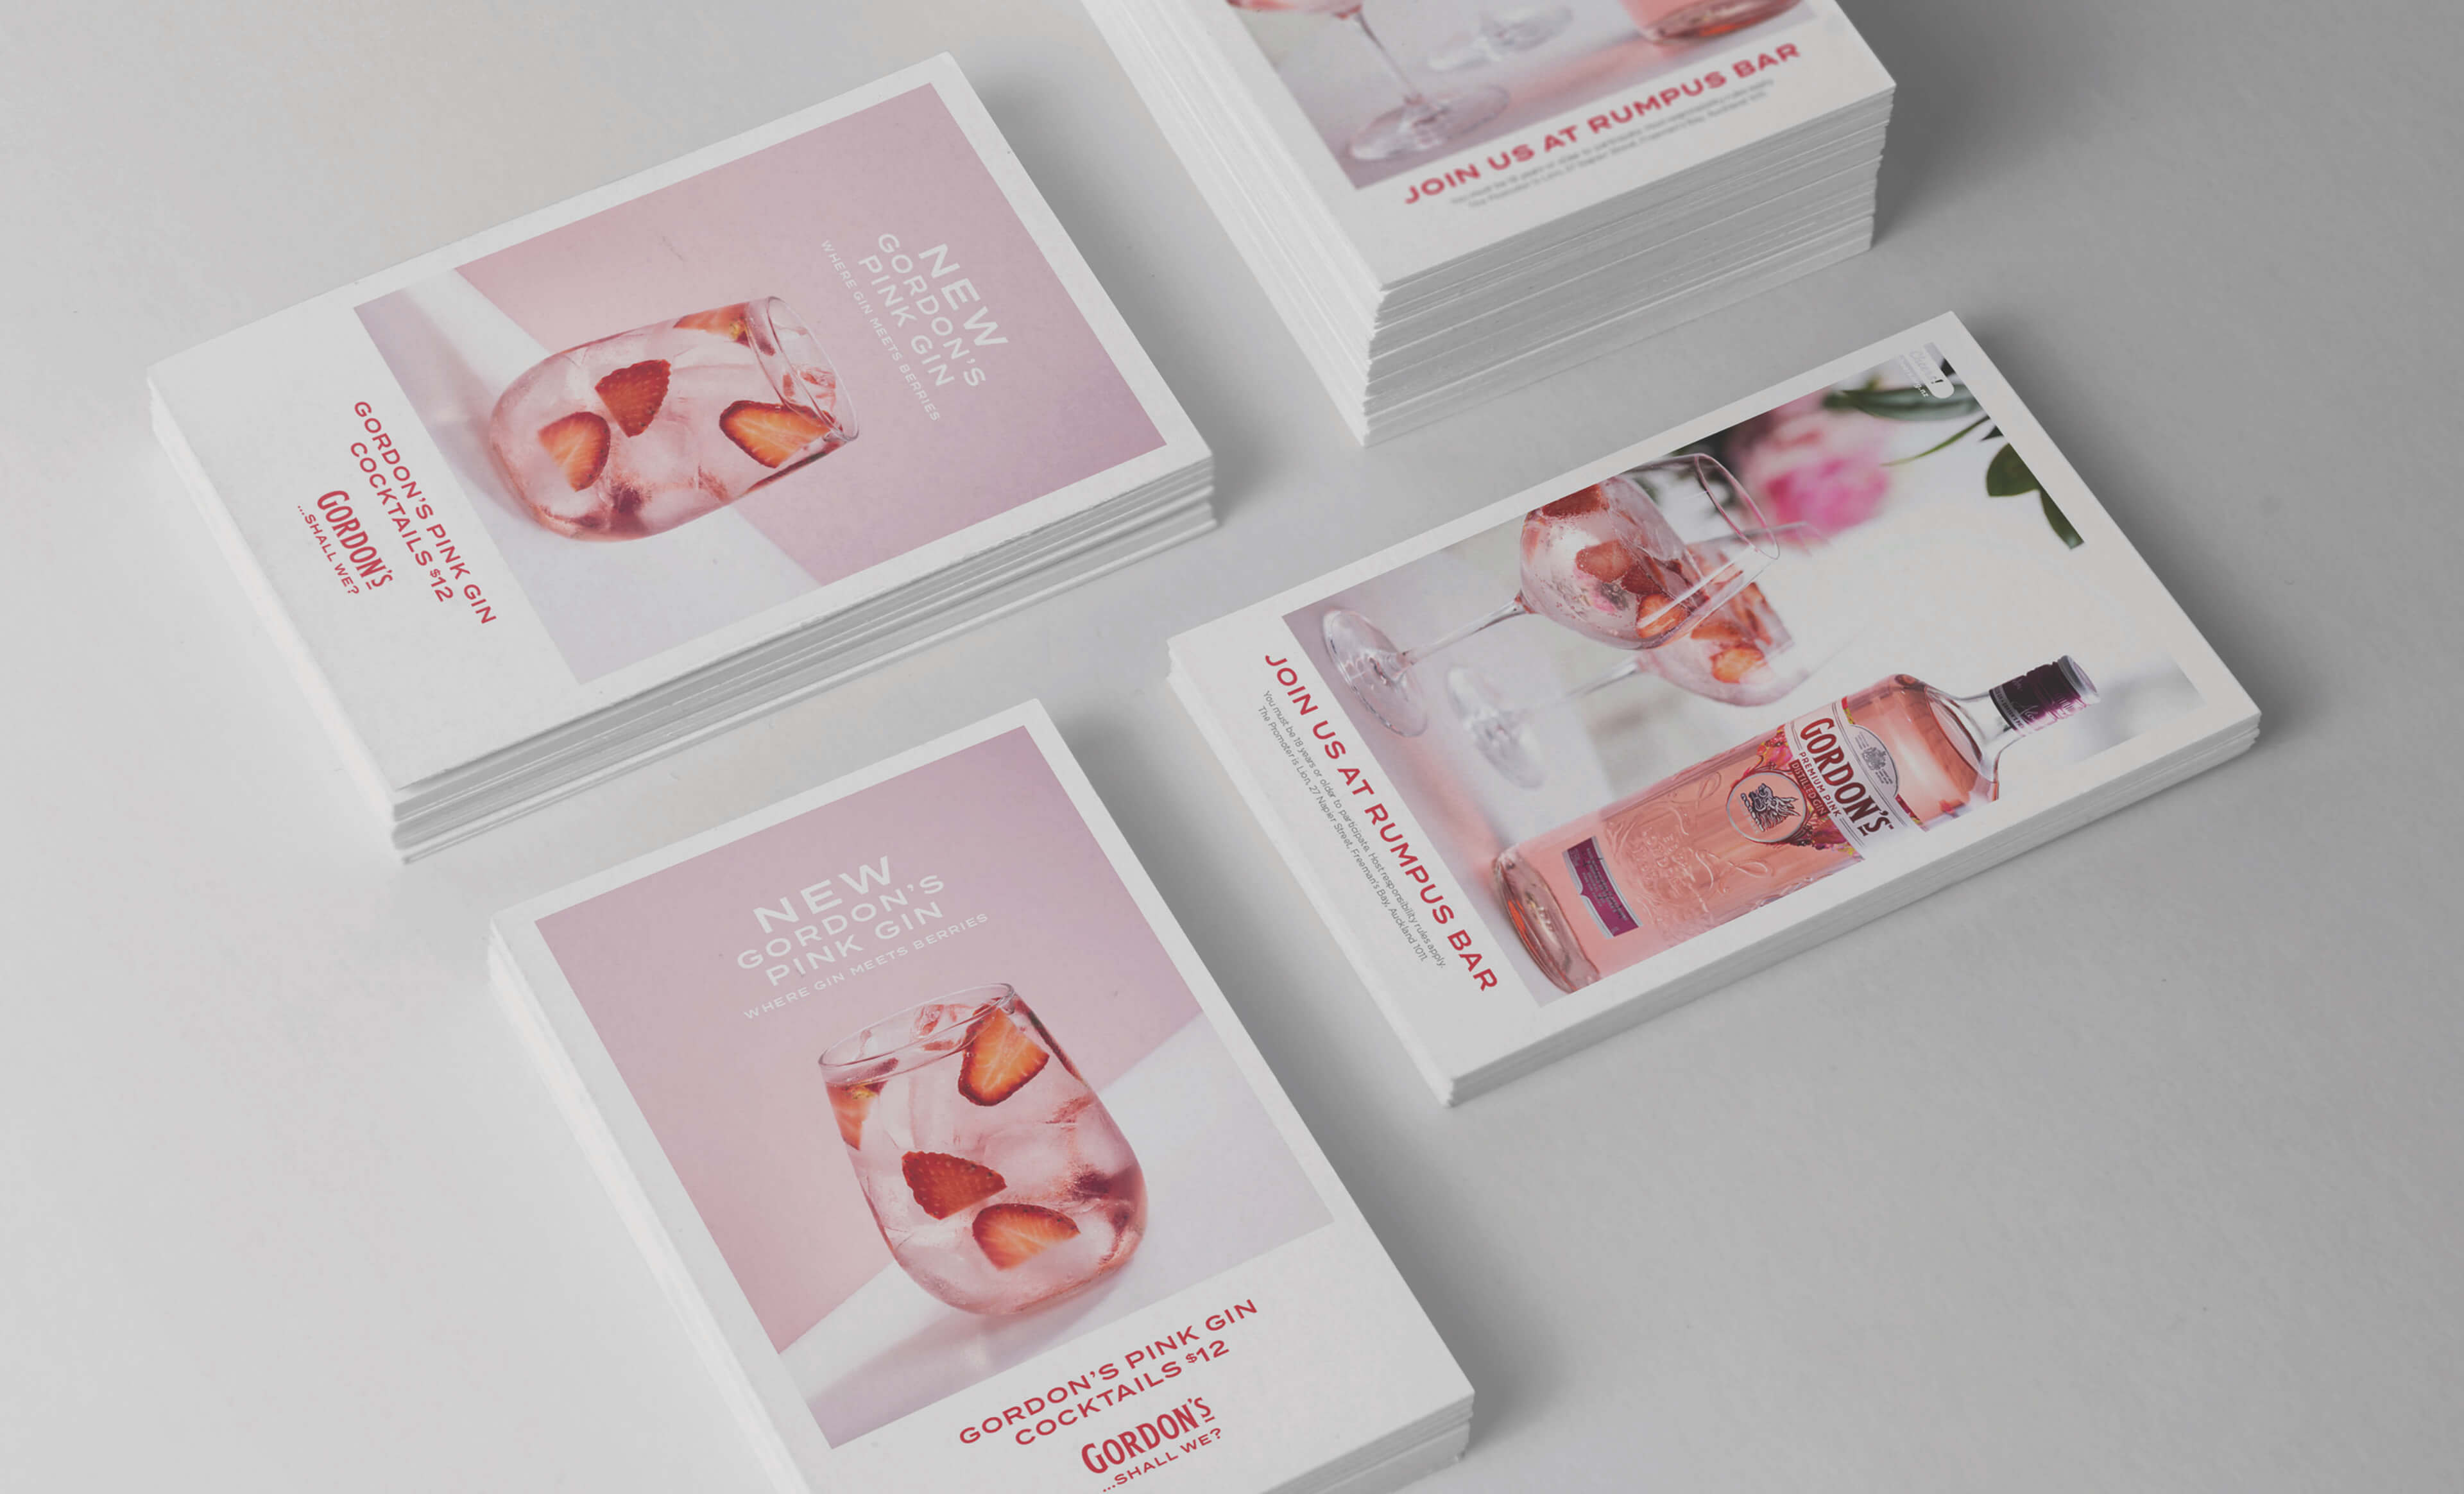 JOIN US AT RUMPUS BAR
NEW
GORDON'S
PINK GIN
WHERE GIN MEETS BERRIES
GORDON'S PINK GIN
COCKTAILS $12
GORDON'S
...SHALL WE?
Cheers!
GORDON'S
PREMIUM PINK
DISTILLED GIN
JOIN US AT RUMPUS BAR
You must be 18 years or older to participate. Host responsibility rules apply.
The Promoter is Lion, 27 Napier Street, Freeman's Bay, Auckland 1011.
NEW
GORDON'S
PINK GIN
WHERE GIN MEETS BERRIES
GORDON'S PINK GIN
COCKTAILS $12
GORDON'S
...SHALL WE?